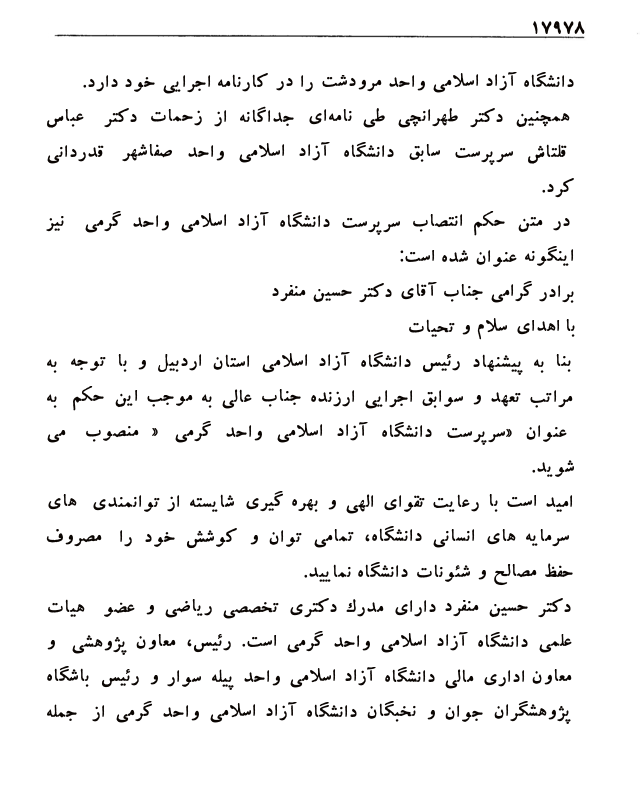 ۱۷۹۷۸
دانشگاه آزاد اسلامی واحد مرودشت را در کارنامه اجرایی خود دارد.
همچنین دکتر طهرانچی طی نامه‌ای جداگانه از زحمات دکتر عباس
قلتاش سرپرست سابق دانشگاه آزاد اسلامی واحد صفاشهر قدردانی
کرد.
در متن حکم انتصاب سرپرست دانشگاه آزاد اسلامی واحد گرمی نیز
اینگونه عنوان شده است:
برادر گرامی جناب آقای دکتر حسین منفرد
با اهدای سلام و تحیات
بنا به پیشنهاد رئیس دانشگاه آزاد اسلامی استان اردبیل و با توجه به
مراتب تعهد و سوابق اجرایی ارزنده جناب عالی به موجب این حکم به
عنوان «سرپرست دانشگاه آزاد اسلامی واحد گرمی « منصوب می
شوید.
امید است با رعایت تقوای الهی و بهره گیری شایسته از توانمندی های
سرمایه های انسانی دانشگاه، تمامی توان و کوشش خود را مصروف
حفظ مصالح و شئونات دانشگاه نمایید.
دکتر حسین منفرد دارای مدرك دکتری تخصصی ریاضی و عضو هیات
علمی دانشگاه آزاد اسلامی واحد گرمی است. رئیس، معاون پژوهشی و
معاون اداری مالی دانشگاه آزاد اسلامی واحد پیله سوار و رئیس باشگاه
پژوهشگران جوان و نخبگان دانشگاه آزاد اسلامی واحد گرمی از جمله